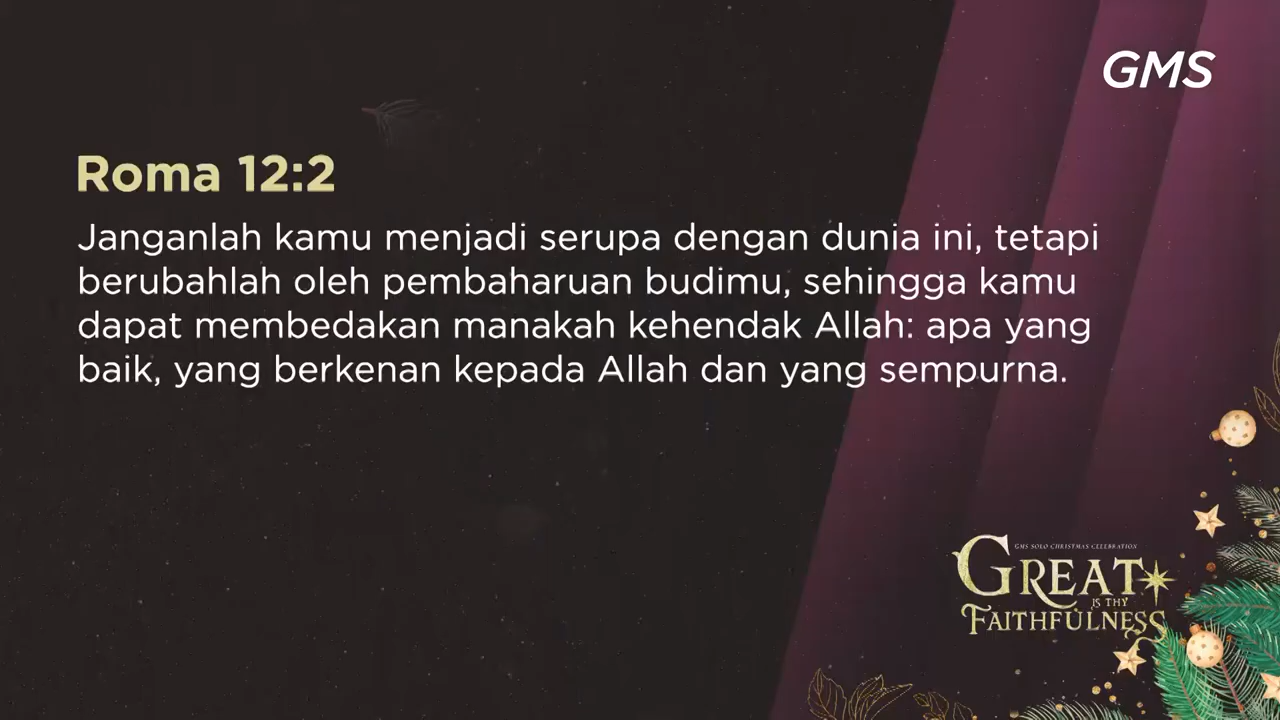 GMS
Roma 12:2
Janganlah kamu menjadi serupa dengan dunia ini, tetapi
berubahlah oleh pembaharuan budimu, sehingga kamu
dapat membedakan manakah kehendak Allah: apa yang
baik, yang berkenan kepada Allah dan yang sempurna.
GMS SOLO CHRISTMAS CELEBRATION
GREAT
IS THY
FAITHFULNESS